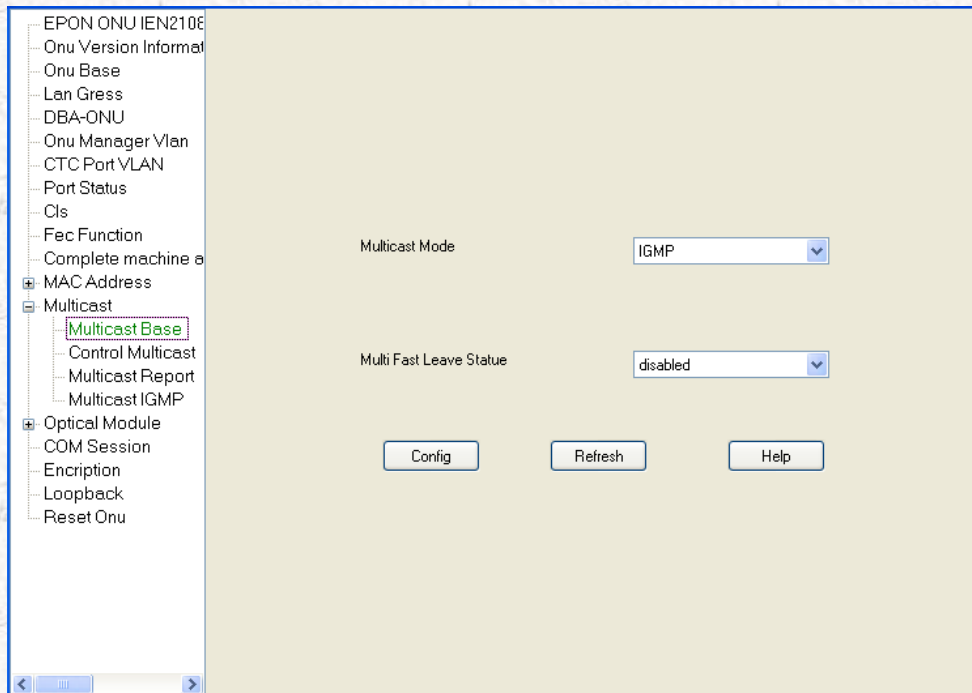 EPON ONU IEN2108
Onu Version Informat
Onu Base
Lan Gress
DBA-ONU
Onu Manager Vlan
CTC Port VLAN
Port Status
Cls
Fec Function
Complete machine a
MAC Address
Multicast
Multicast Base
Control Multicast
Multicast Report
Multicast IGMP
Optical Module
COM Session
Encription
Loopback
Reset Onu
Multicast Mode
IGMP
Multi Fast Leave Statue
disabled
Config
Refresh
Help